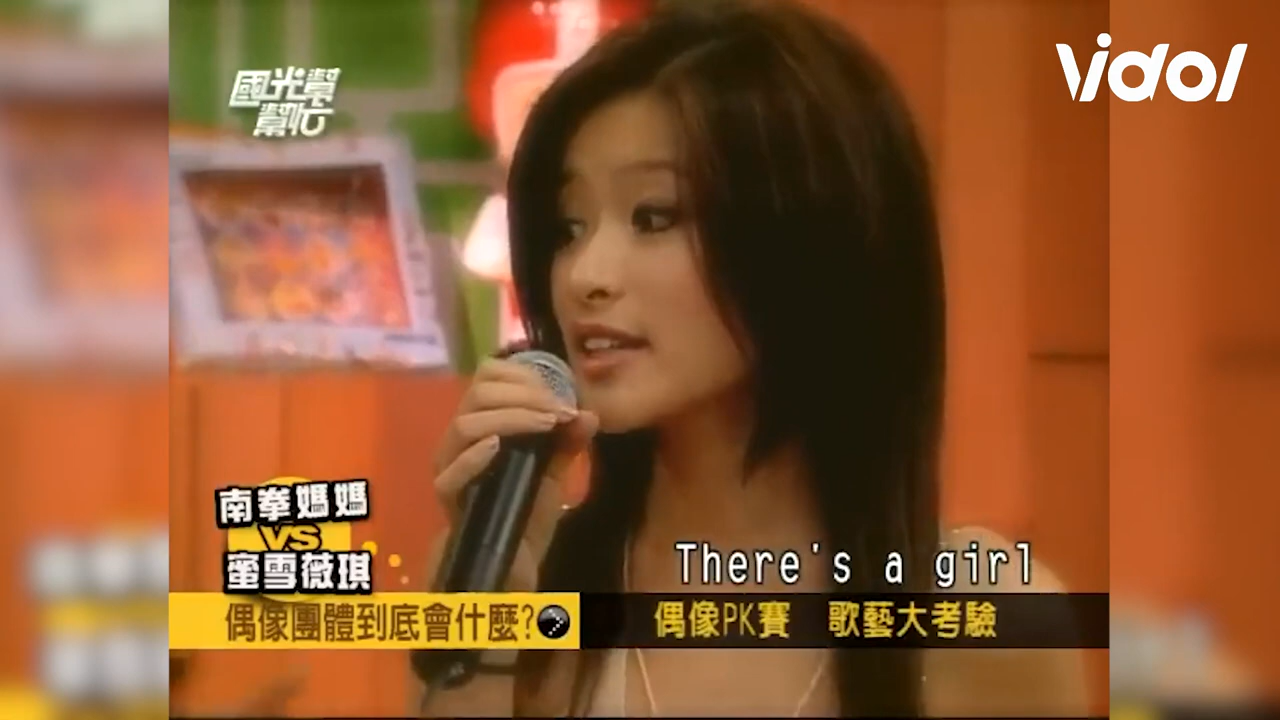 Vidol
國光幫
幫忙
南拳媽媽
VS
蜜雪薇琪
There's a girl
偶像團體到底會什麼?
偶像PK賽 歌藝大考驗